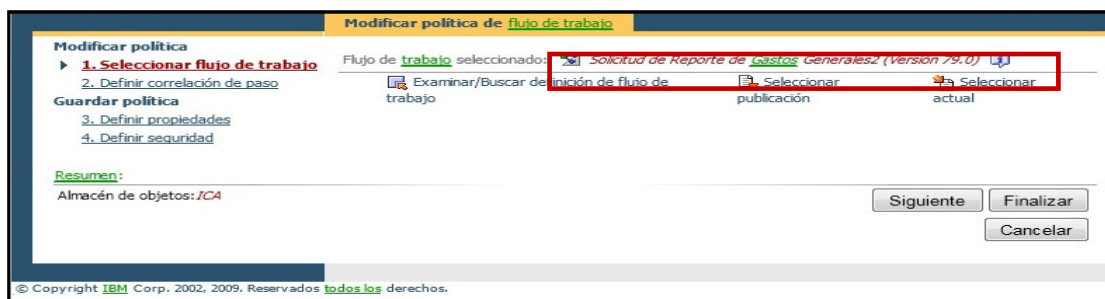 Modificar política de flujo de trabajo
Modificar política
1. Seleccionar flujo de trabajo
2. Definir correlación de paso
Guardar política
3. Definir propiedades
4. Definir seguridad
Flujo de trabajo seleccionado: Solicitud de Reporte de Gastos Generales2 (Versión 79.0)
Examinar/Buscar definición de flujo de trabajo
Seleccionar publicación
Seleccionar actual
Resumen:
Almacén de objetos: ICA
Siguiente
Finalizar
Cancelar
© Copyright IBM Corp. 2002, 2009. Reservados todos los derechos.